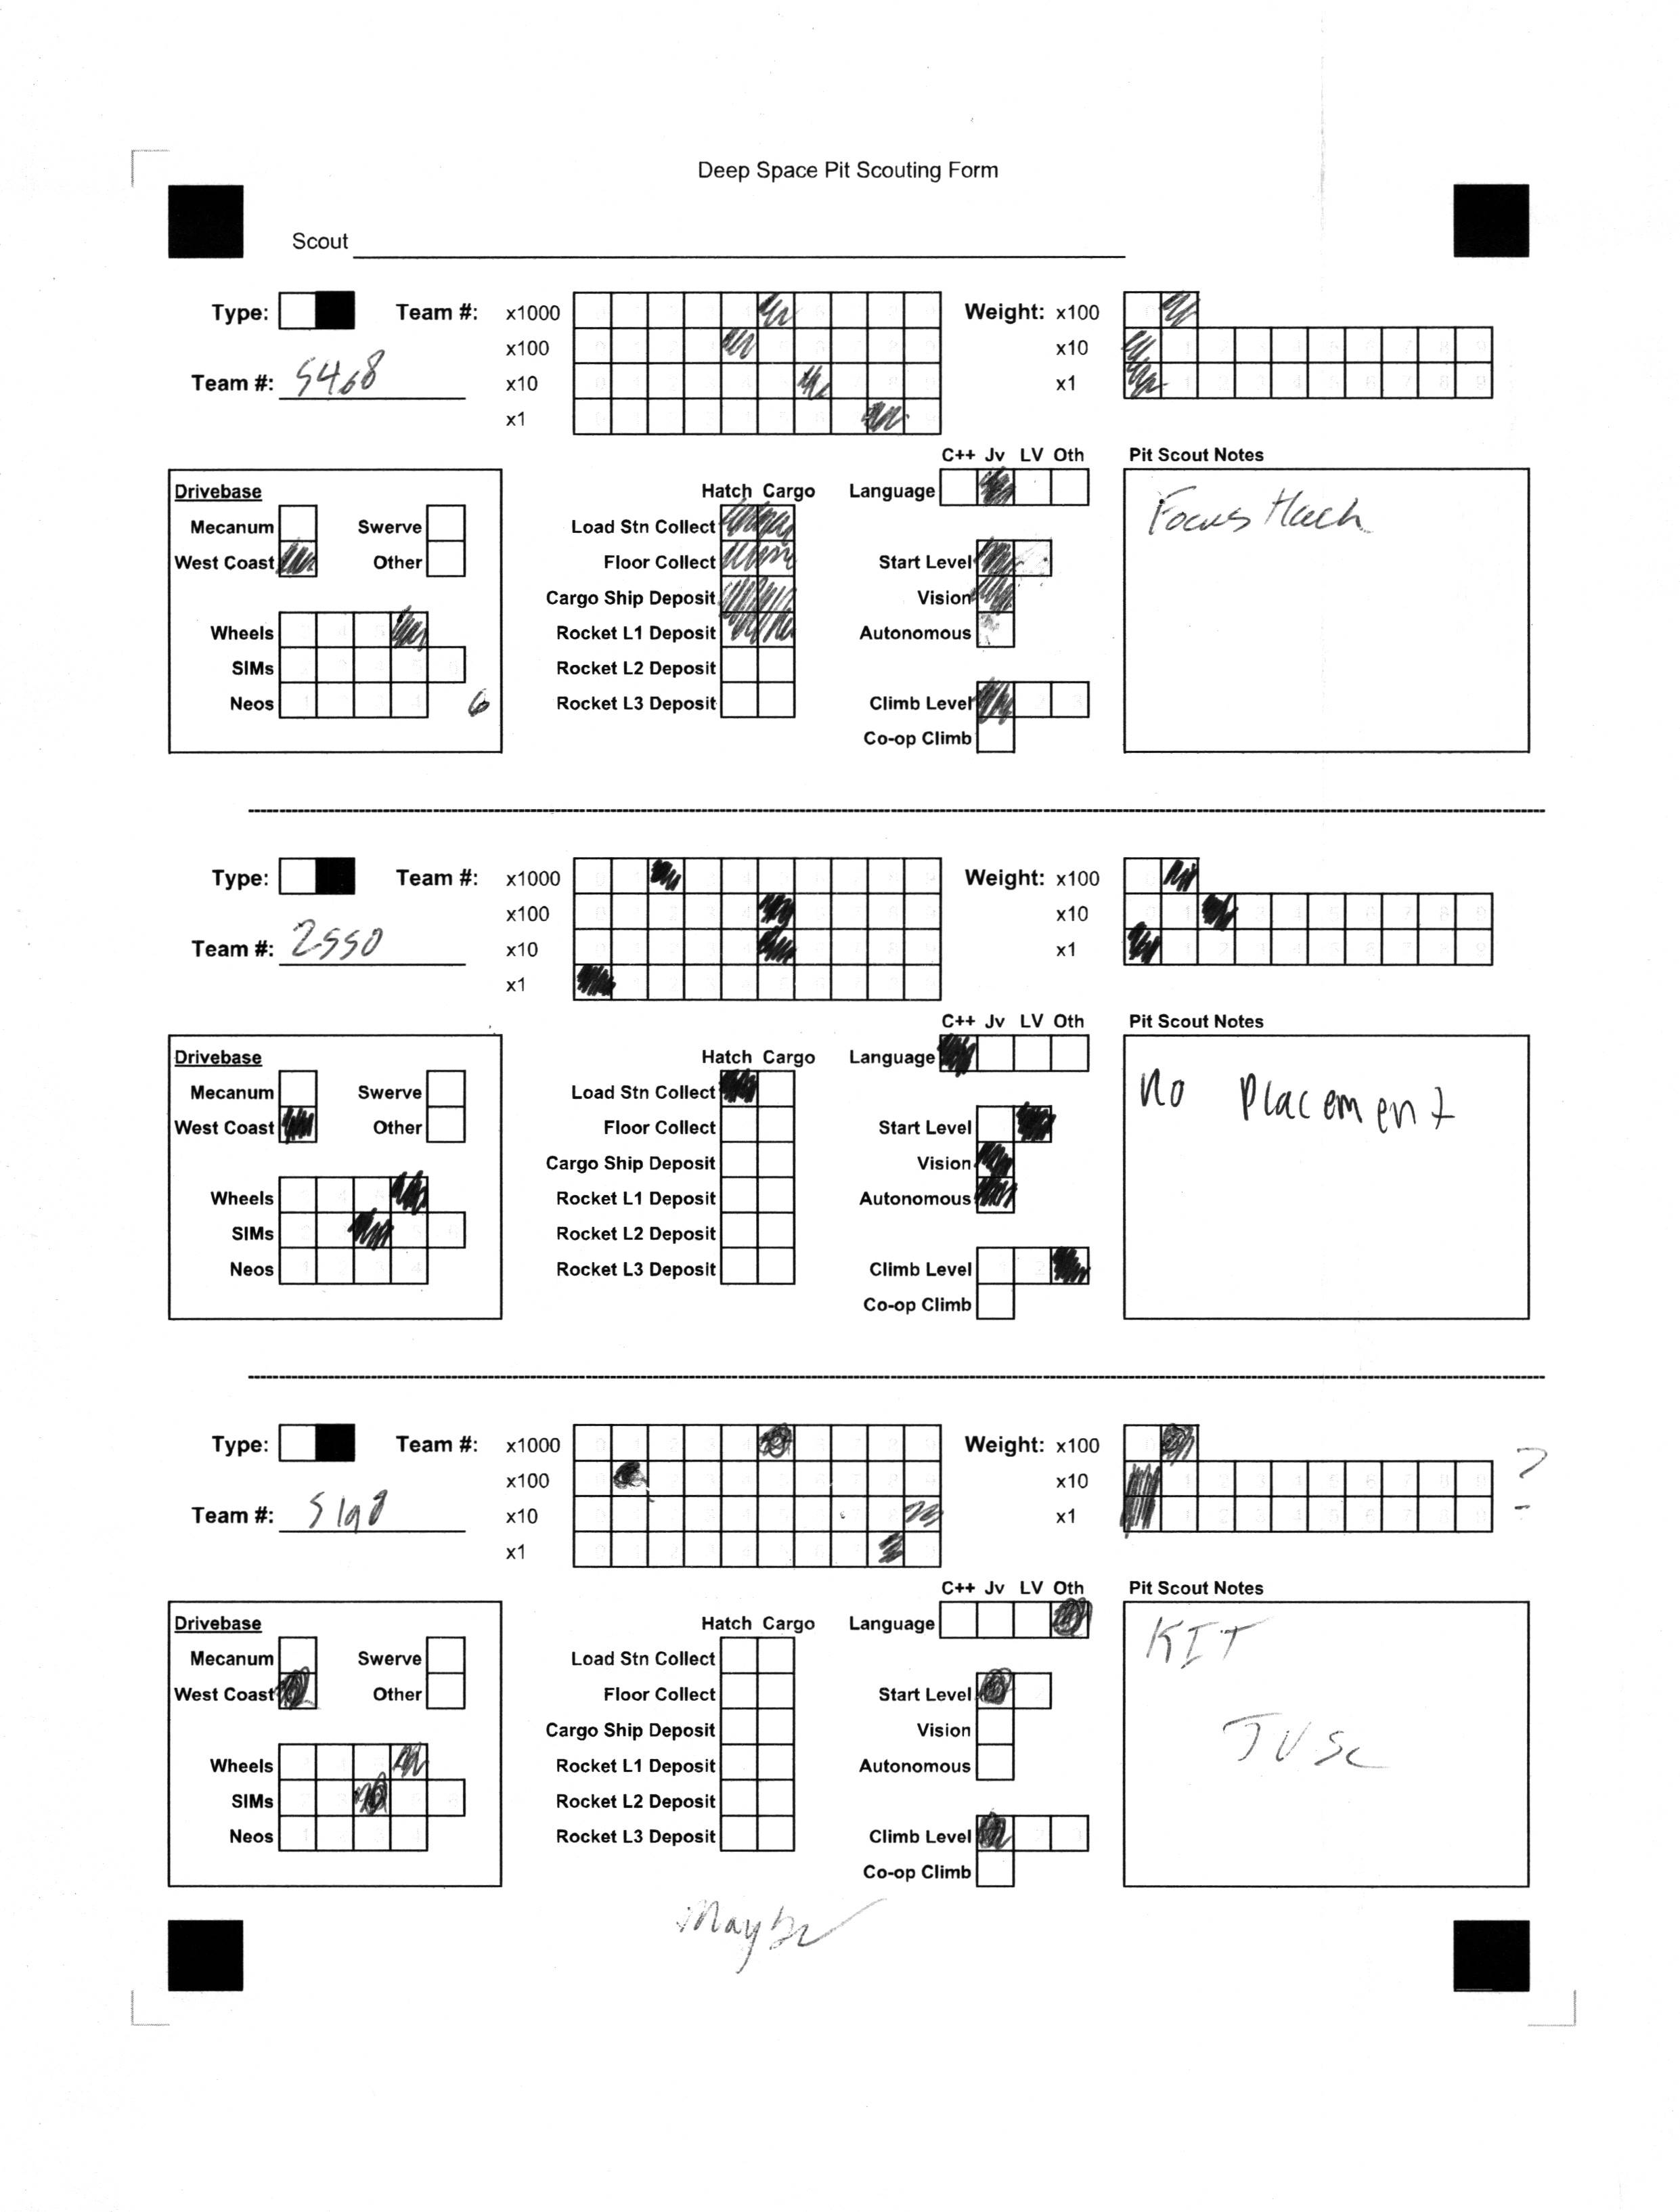 Deep Space Pit Scouting Form
Scout
Type: Team #: x1000 Weight: x100
x100 x10
Team #: 5468 x10 x1
x1
C++ Jv LV Oth Pit Scout Notes
Drivebase Hatch Cargo Language
Mecanum Swerve Load Stn Collect Focus Hach
West Coast Other Floor Collect Start Level
Cargo Ship Deposit Vision
Wheels Rocket L1 Deposit Autonomous
SIMs Rocket L2 Deposit
Neos 6 Rocket L3 Deposit Climb Level
Co-op Climb
Type: Team #: x1000 Weight: x100
x100 x10
Team #: 2550 x10 x1
x1
C++ Jv LV Oth Pit Scout Notes
Drivebase Hatch Cargo Language
Mecanum Swerve Load Stn Collect No Placement
West Coast Other Floor Collect Start Level
Cargo Ship Deposit Vision
Wheels Rocket L1 Deposit Autonomous
SIMs Rocket L2 Deposit
Neos Rocket L3 Deposit Climb Level
Co-op Climb
Type: Team #: x1000 Weight: x100
x100 x10 ?
Team #: 5198 x10 x1
x1
C++ Jv LV Oth Pit Scout Notes
Drivebase Hatch Cargo Language KIT
Mecanum Swerve Load Stn Collect
West Coast Other Floor Collect Start Level
Cargo Ship Deposit Vision
Wheels Rocket L1 Deposit Autonomous
SIMs Rocket L2 Deposit
Neos Rocket L3 Deposit Climb Level
Co-op Climb
Maybe